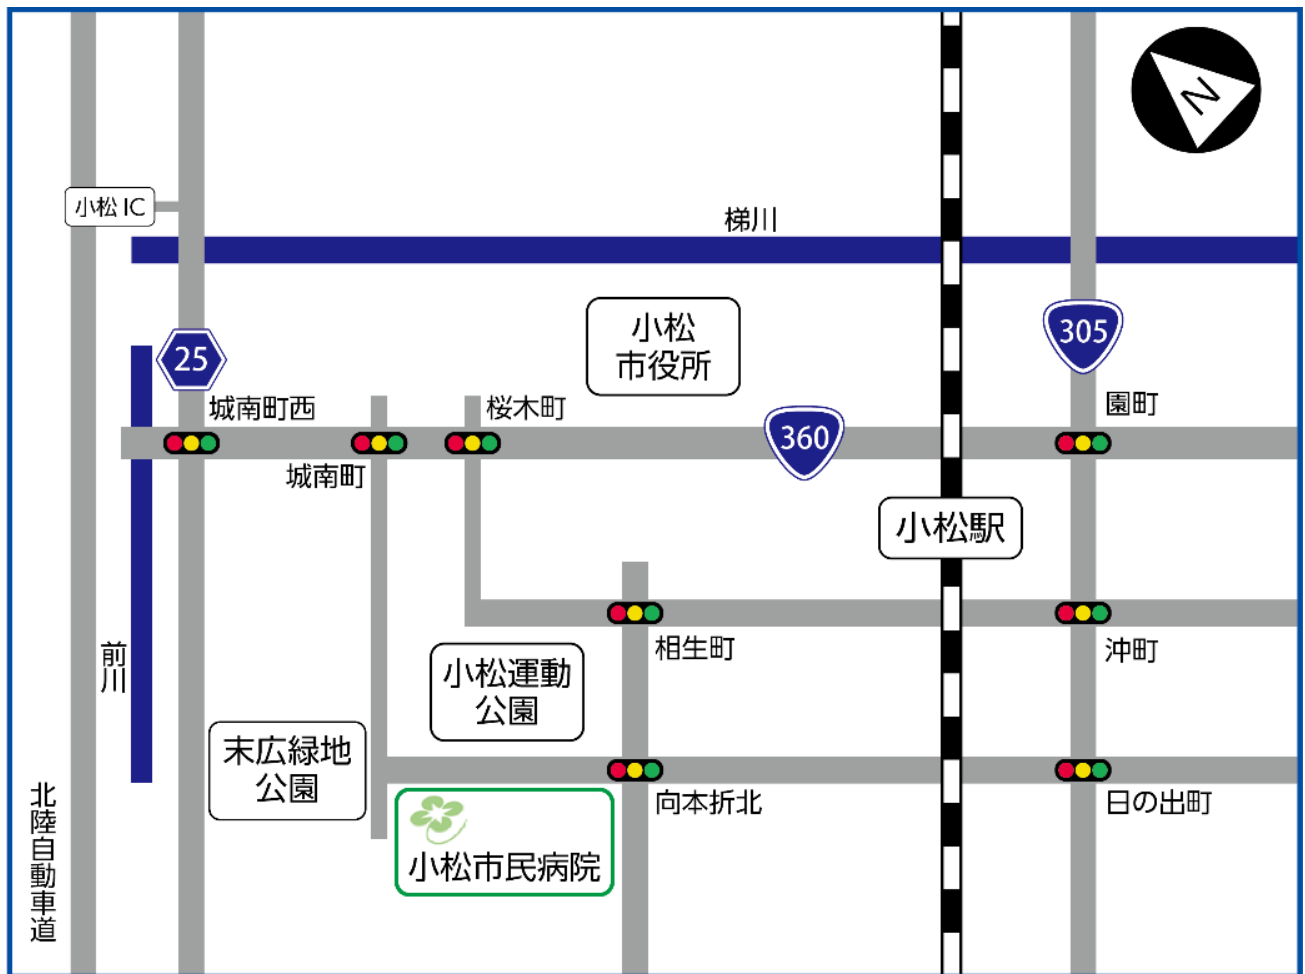 N
小松 IC
梯川
小松
市役所
25
305
城南町西
桜木町
園町
360
城南町
小松駅
前川
相生町
沖町
小松運動
公園
末広緑地
公園
北陸自動車道
向本折北
日の出町
小松市民病院